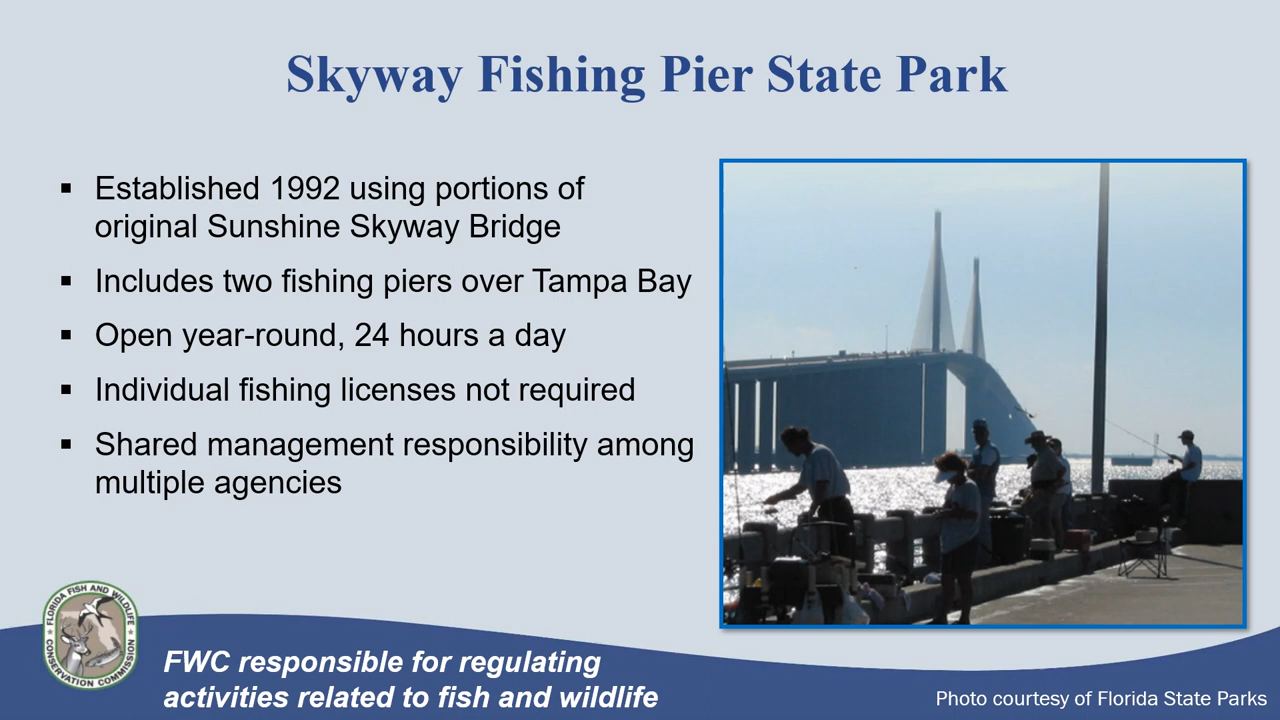 Skyway Fishing Pier State Park
▪ Established 1992 using portions of
original Sunshine Skyway Bridge
▪ Includes two fishing piers over Tampa Bay
▪ Open year-round, 24 hours a day
▪ Individual fishing licenses not required
▪ Shared management responsibility among
multiple agencies
FLORIDA FISH AND WILDLIFE
CONSERVATION COMMISSION
FWC responsible for regulating
activities related to fish and wildlife
Photo courtesy of Florida State Parks